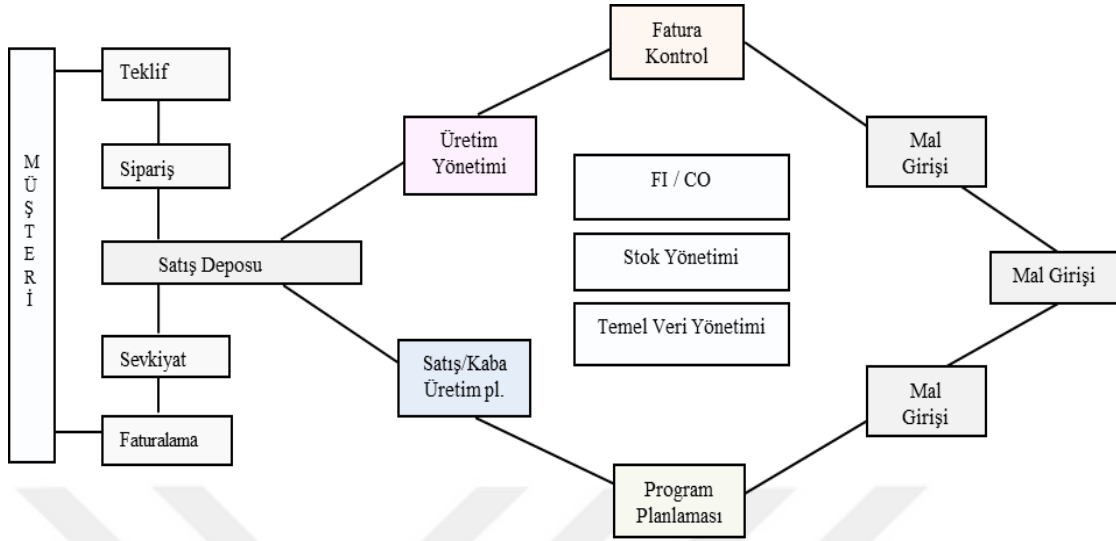 MÜŞTERİ
Teklif
Sipariş
Satış Deposu
Sevkiyat
Faturalama
Üretim
Yönetimi
Satış/Kaba
Üretim pl.
Fatura
Kontrol
FI / CO
Stok Yönetimi
Temel Veri Yönetimi
Program
Planlaması
Mal
Girişi
Mal Girişi
Mal
Girişi